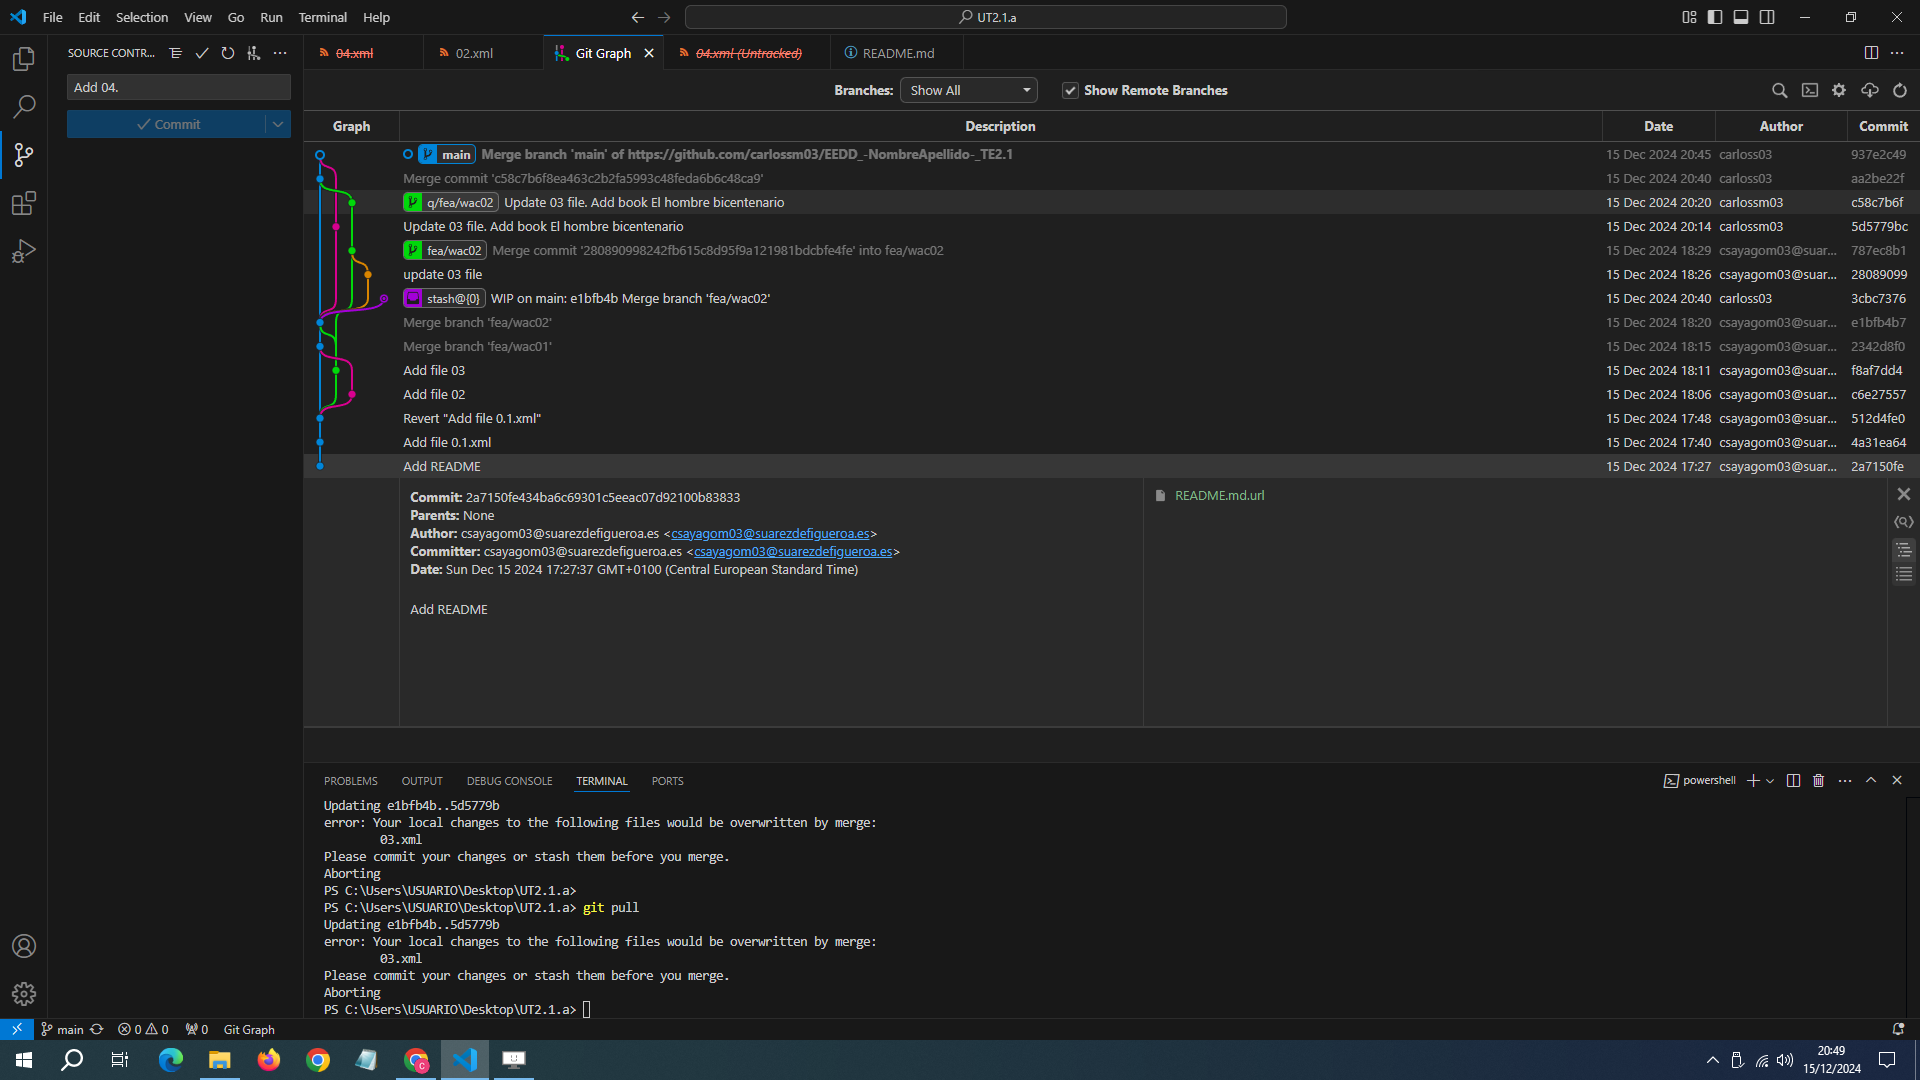 File Edit Selection View Go Run Terminal Help
UT2.1.a
SOURCE CONTR...
04.xml
02.xml
Git Graph
04.xml (Untracked)
README.md
Add 04.
Commit
Branches: Show All Show Remote Branches
Graph Description Date Author Commit
main Merge branch 'main' of https://github.com/carlossm03/EEDD_-NombreApellido-_TE2.1 15 Dec 2024 20:45 carloss03 937e2c49
Merge commit 'c58c7b6f8ea463c2b2fa5993c48feda6b6c48ca9' 15 Dec 2024 20:40 carloss03 aa2be22f
q/fea/wac02 Update 03 file. Add book El hombre bicentenario 15 Dec 2024 20:20 carlossm03 c58c7b6f
Update 03 file. Add book El hombre bicentenario 15 Dec 2024 20:14 carlossm03 5d5779bc
fea/wac02 Merge commit '280890998242fb615c8d95f9a121981bdcbfe4fe' into fea/wac02 15 Dec 2024 18:29 csayagom03@suar... 787ec8b1
update 03 file 15 Dec 2024 18:26 csayagom03@suar... 28089099
stash@{0} WIP on main: e1bfb4b Merge branch 'fea/wac02' 15 Dec 2024 20:40 carloss03 3cbc7376
Merge branch 'fea/wac02' 15 Dec 2024 18:20 csayagom03@suar... e1bfb4b7
Merge branch 'fea/wac01' 15 Dec 2024 18:15 csayagom03@suar... 2342d8f0
Add file 03 15 Dec 2024 18:11 csayagom03@suar... f8af7dd4
Add file 02 15 Dec 2024 18:06 csayagom03@suar... c6e27557
Revert "Add file 0.1.xml" 15 Dec 2024 17:48 csayagom03@suar... 512d4fe0
Add file 0.1.xml 15 Dec 2024 17:40 csayagom03@suar... 4a31ea64
Add README 15 Dec 2024 17:27 csayagom03@suar... 2a7150fe
Commit: 2a7150fe434ba6c69301c5eeac07d92100b83833
Parents: None
Author: csayagom03@suarezdefigueroa.es <csayagom03@suarezdefigueroa.es>
Committer: csayagom03@suarezdefigueroa.es <csayagom03@suarezdefigueroa.es>
Date: Sun Dec 15 2024 17:27:37 GMT+0100 (Central European Standard Time)
Add README
README.md.url
PROBLEMS OUTPUT DEBUG CONSOLE TERMINAL PORTS
powershell
Updating e1bfb4b..5d5779b
error: Your local changes to the following files would be overwritten by merge:
03.xml
Please commit your changes or stash them before you merge.
Aborting
PS C:\Users\USUARIO\Desktop\UT2.1.a>
PS C:\Users\USUARIO\Desktop\UT2.1.a> git pull
Updating e1bfb4b..5d5779b
error: Your local changes to the following files would be overwritten by merge:
03.xml
Please commit your changes or stash them before you merge.
Aborting
PS C:\Users\USUARIO\Desktop\UT2.1.a>
main 0 0 0 Git Graph
20:49
15/12/2024